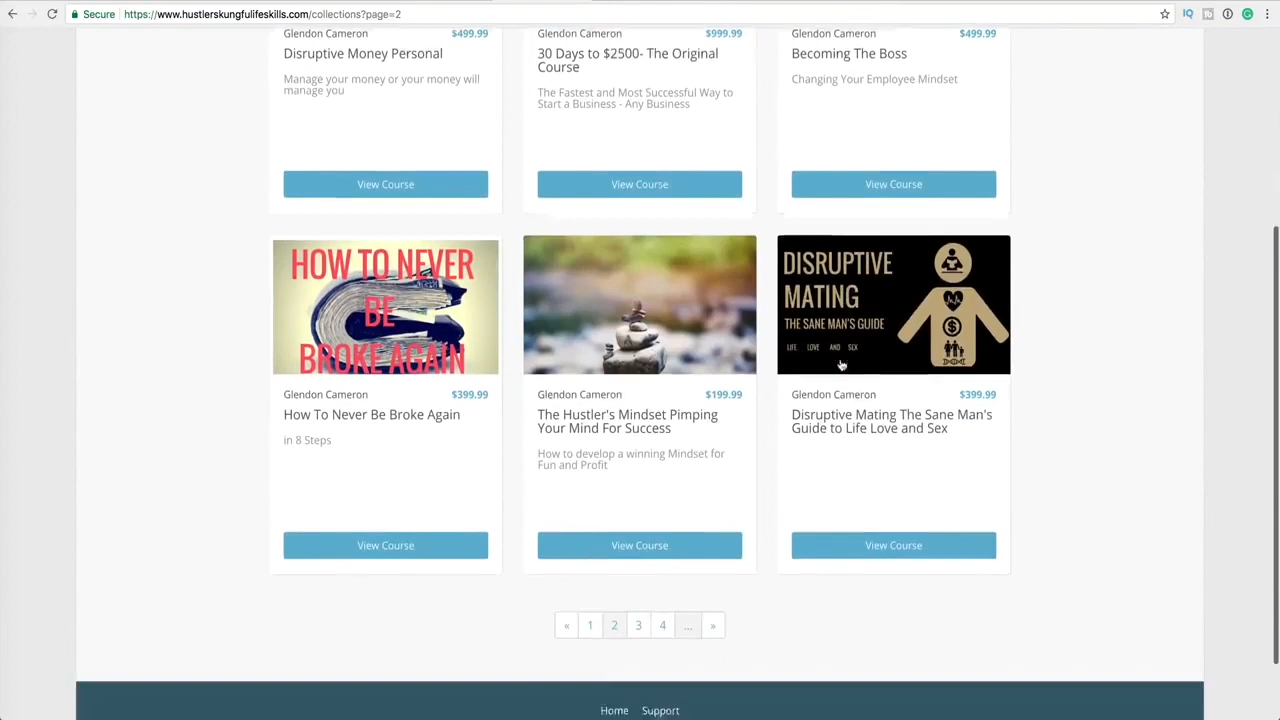 Secure
https://www.hustlerskungfulifeskills.com/collections?page=2
Glendon Cameron $499.99
Disruptive Money Personal
Manage your money or your money will
manage you
View Course
Glendon Cameron $999.99
30 Days to $2500- The Original
Course
The Fastest and Most Successful Way to
Start a Business - Any Business
View Course
Glendon Cameron $499.99
Becoming The Boss
Changing Your Employee Mindset
View Course
HOW TO NEVER
BE
BROKE AGAIN
Glendon Cameron $399.99
How To Never Be Broke Again
in 8 Steps
View Course
Glendon Cameron $199.99
The Hustler's Mindset Pimping
Your Mind For Success
How to develop a winning Mindset for
Fun and Profit
View Course
DISRUPTIVE
MATING
THE SANE MAN'S GUIDE
LIFE LOVE AND SEX
Glendon Cameron $399.99
Disruptive Mating The Sane Man's
Guide to Life Love and Sex
View Course
« 1 2 3 4 ... »
Home Support